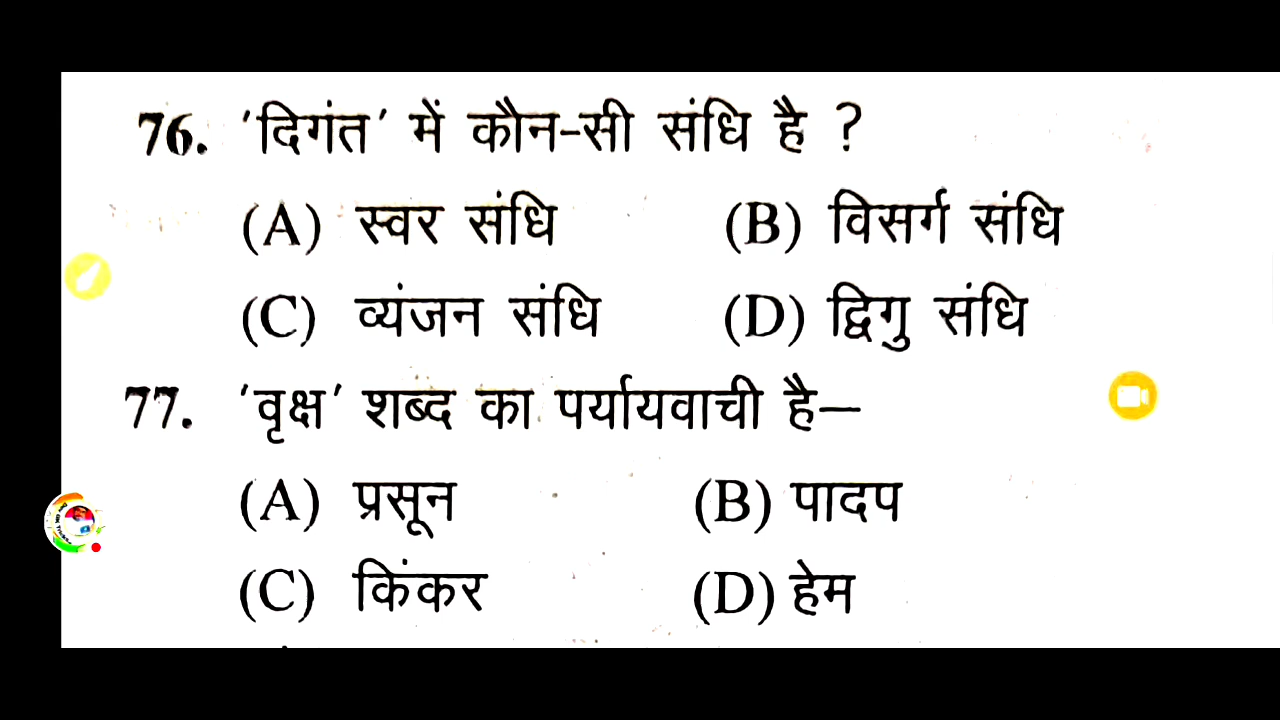 76. 'दिगंत' में कौन-सी संधि है ?
(A) स्वर संधि (B) विसर्ग संधि
(C) व्यंजन संधि (D) द्विगु संधि
77. 'वृक्ष' शब्द का पर्यायवाची है—
(A) प्रसून (B) पादप
(C) किंकर (D) हेम